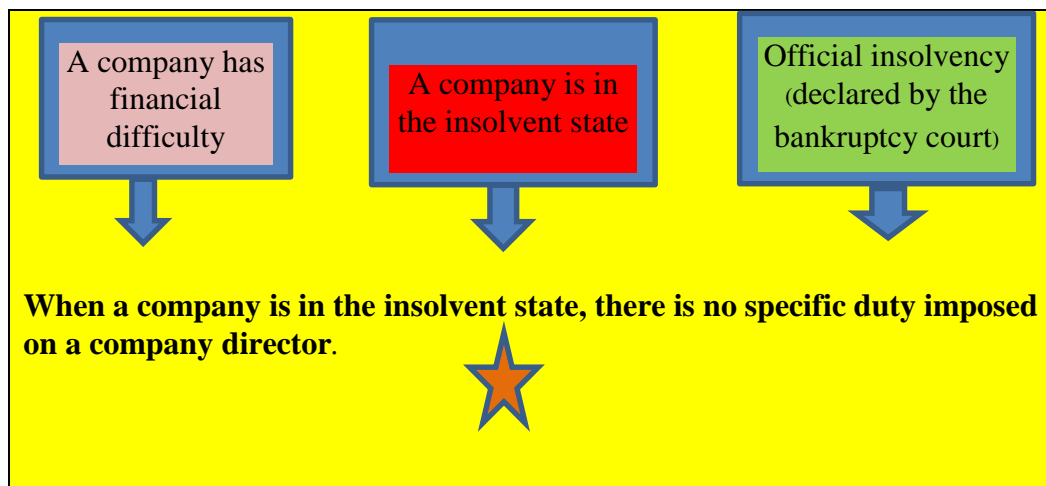 A company has
financial
difficulty
A company is in
the insolvent state
Official insolvency
(declared by the
bankruptcy court)
When a company is in the insolvent state, there is no specific duty imposed
on a company director.